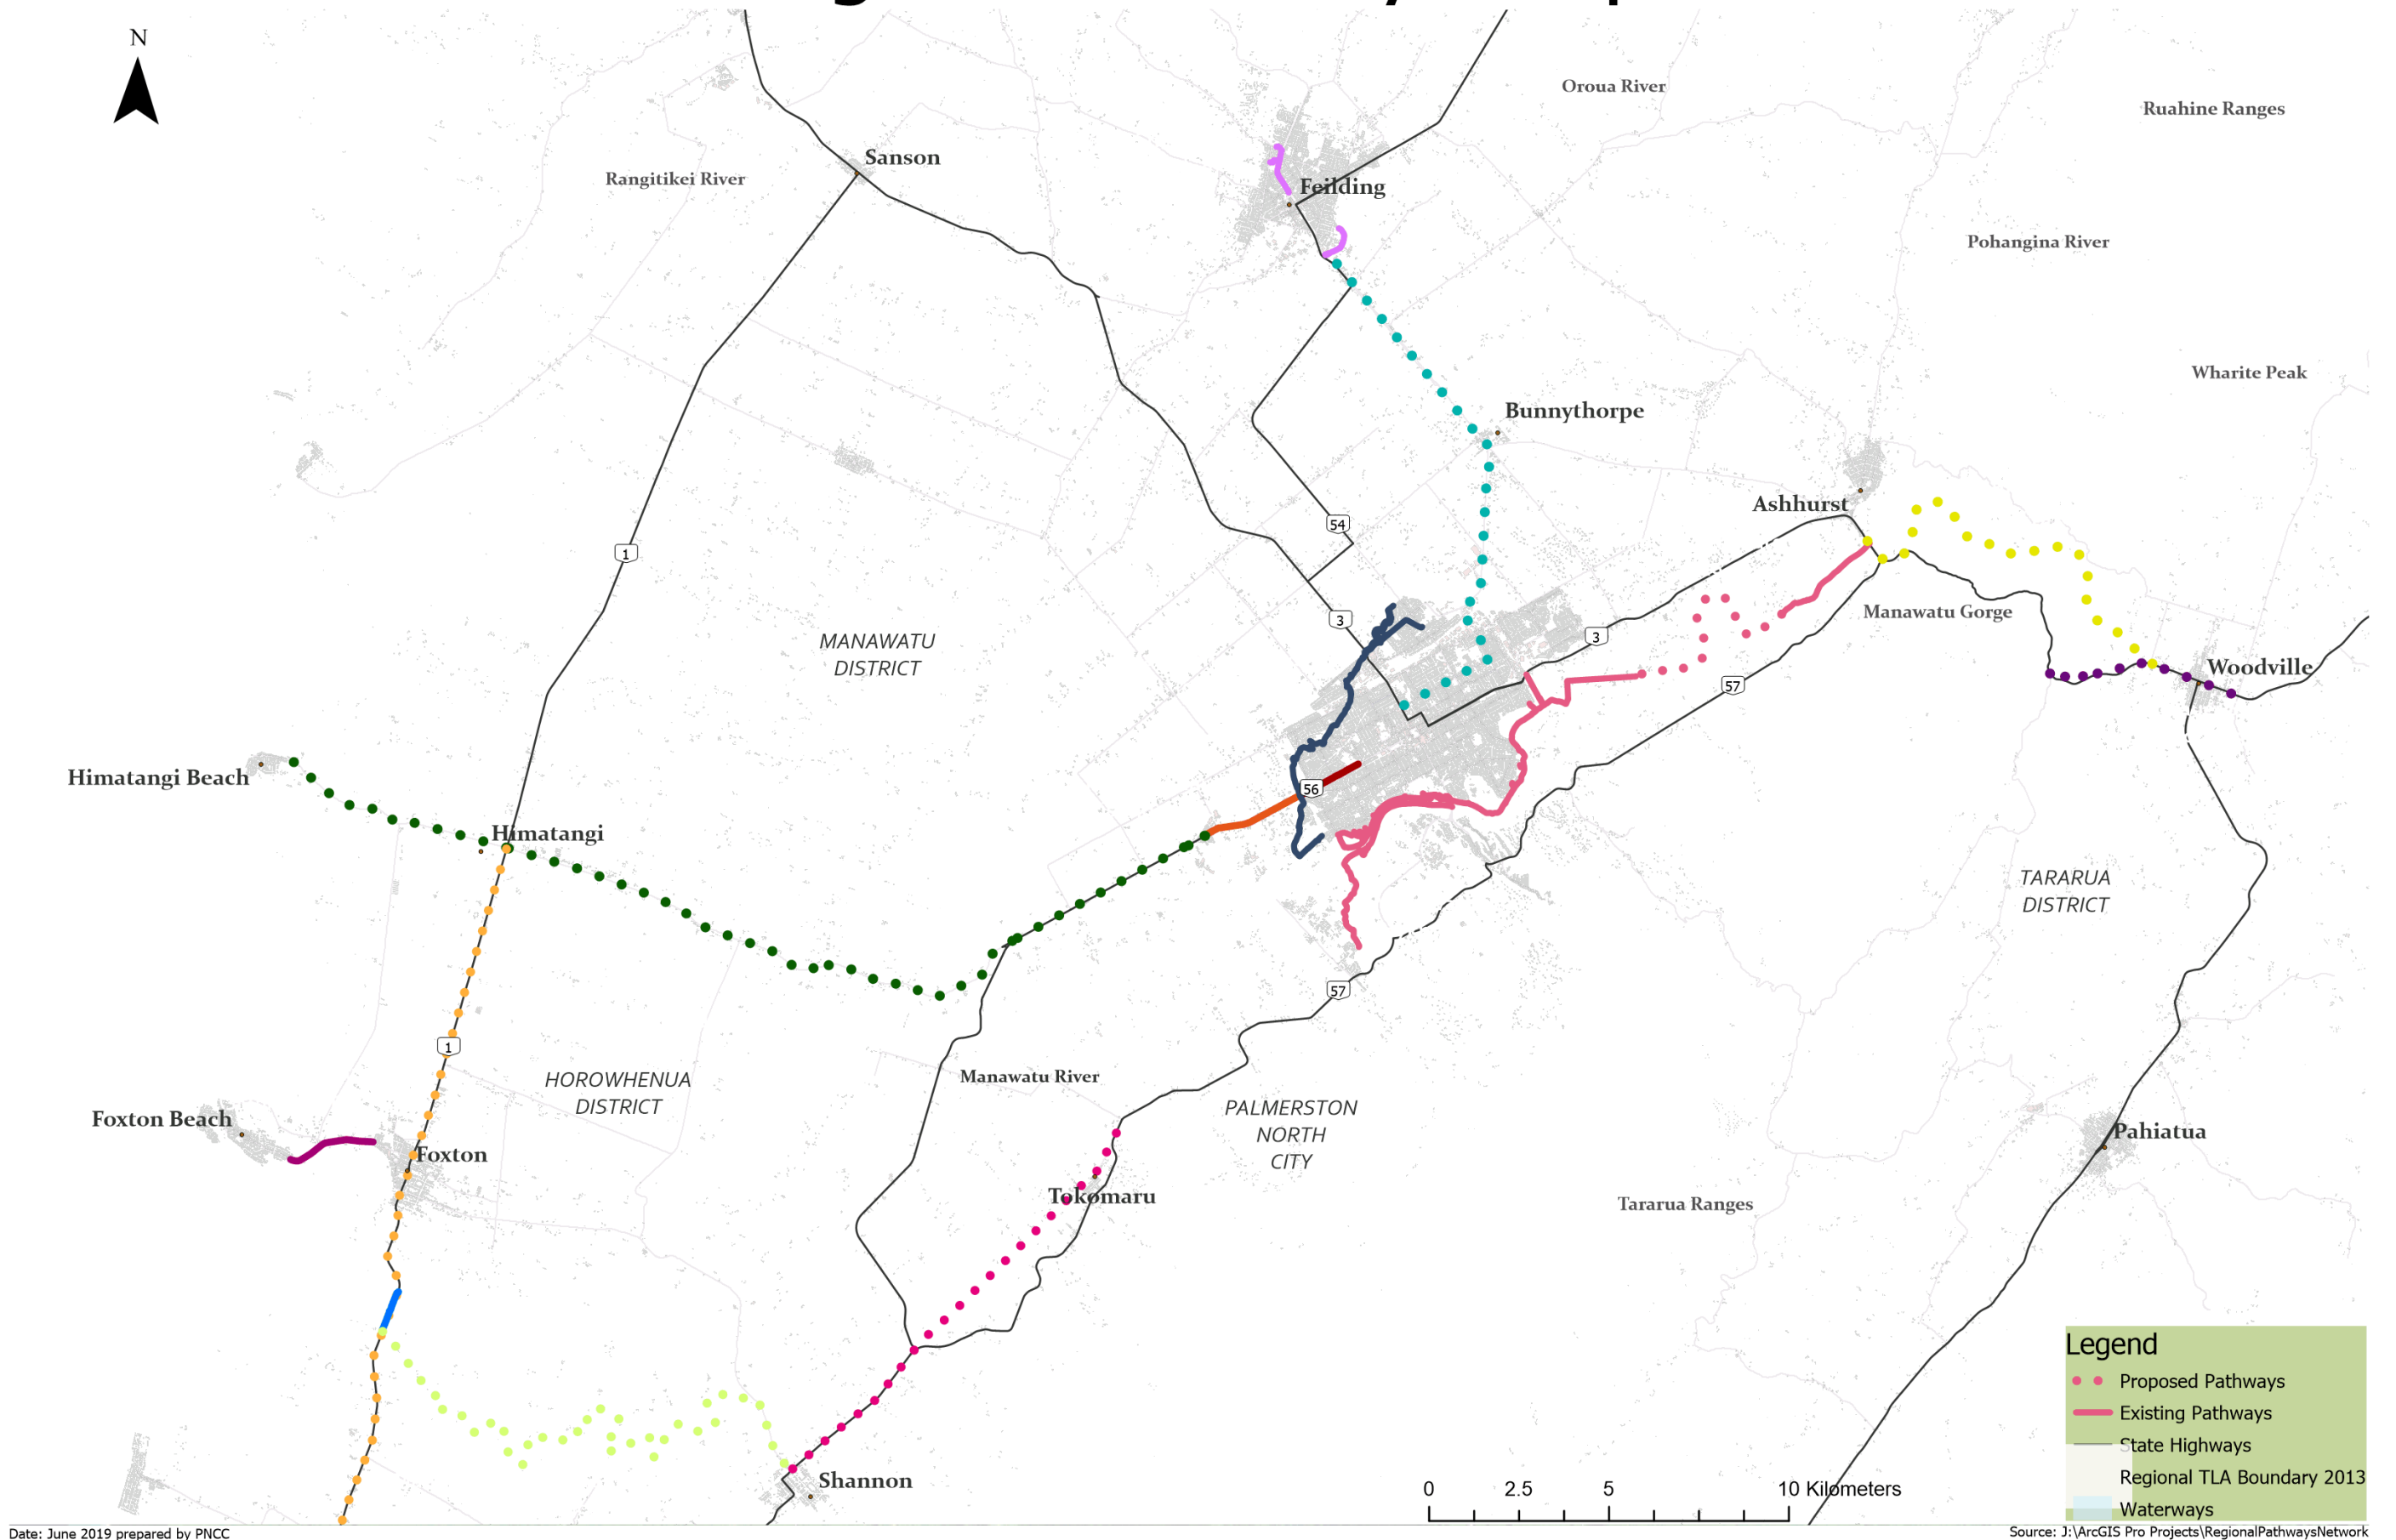 N
Oroua River
Ruahine Ranges
Sanson
Rangitikei River
Feilding
Pohangina River
Wharite Peak
Bunnythorpe
Ashhurst
54
1
3
3
Manawatu Gorge
MANAWATU
DISTRICT
Woodville
57
Himatangi Beach
56
Himatangi
TARARUA
DISTRICT
57
1
HOROWHENUA
DISTRICT
Manawatu River
PALMERSTON
NORTH
CITY
Foxton Beach
Foxton
Pahiatua
Tokomaru
Tararua Ranges
Shannon
Legend
Proposed Pathways
Existing Pathways
State Highways
Regional TLA Boundary 2013
Waterways
0 2.5 5 10 Kilometers
Date: June 2019 prepared by PNCC
Source: J:\ArcGIS Pro Projects\RegionalPathwaysNetwork